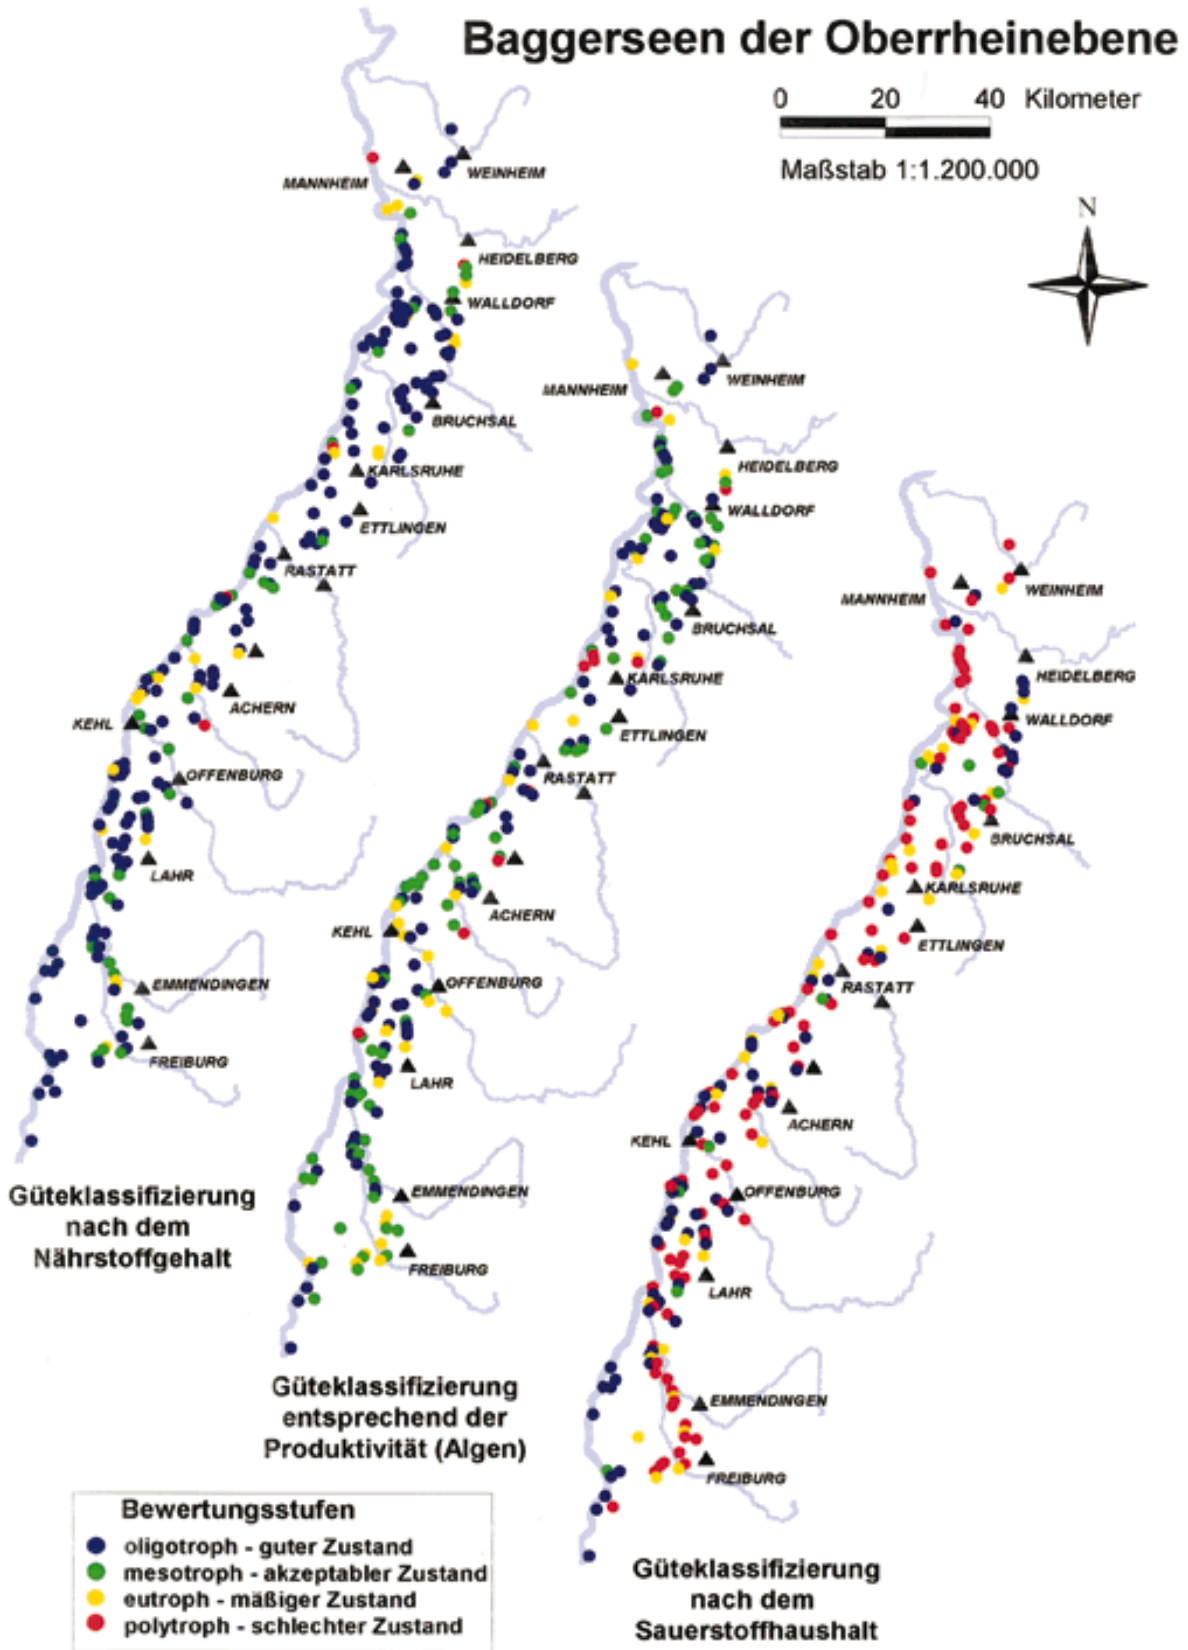 Baggerseen der Oberrheinebene
0 20 40 Kilometer
Maßstab 1:1.200.000
N
WEINHEIM
MANNHEIM
HEIDELBERG
WALLDORF
BRUCHSAL
KARLSRUHE
ETTLINGEN
RASTATT
ACHERN
KEHL
OFFENBURG
LAHR
EMMENDINGEN
FREIBURG
Güteklassifizierung
nach dem
Nährstoffgehalt
WEINHEIM
MANNHEIM
HEIDELBERG
WALLDORF
BRUCHSAL
KARLSRUHE
ETTLINGEN
RASTATT
ACHERN
KEHL
OFFENBURG
LAHR
EMMENDINGEN
FREIBURG
Güteklassifizierung
entsprechend der
Produktivität (Algen)
WEINHEIM
MANNHEIM
HEIDELBERG
WALLDORF
BRUCHSAL
KARLSRUHE
ETTLINGEN
RASTATT
ACHERN
KEHL
OFFENBURG
LAHR
EMMENDINGEN
FREIBURG
Güteklassifizierung
nach dem
Sauerstoffhaushalt
Bewertungsstufen
oligotroph - guter Zustand
mesotroph - akzeptabler Zustand
eutroph - mäßiger Zustand
polytroph - schlechter Zustand